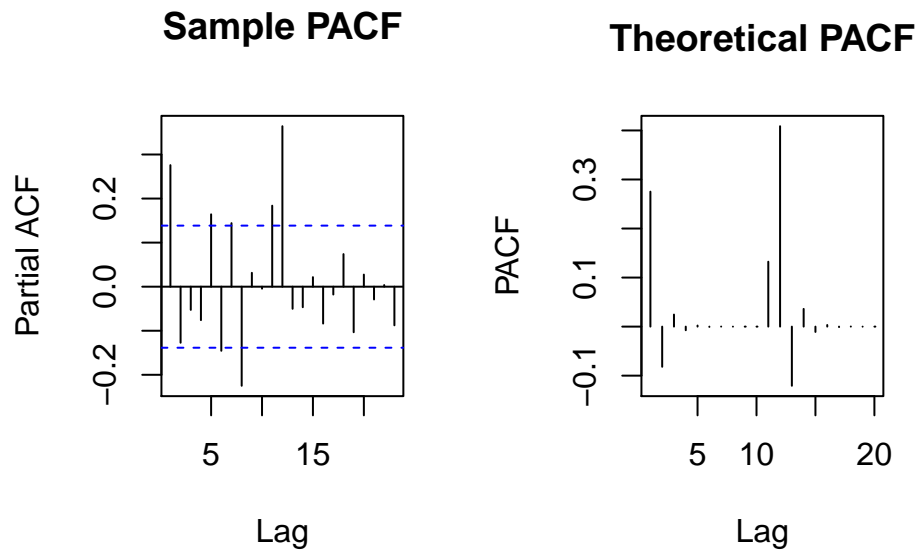 Sample PACF
Partial ACF
−0.2 0.0 0.2
5 15
Lag
Theoretical PACF
PACF
−0.1 0.1 0.3
5 10 20
Lag